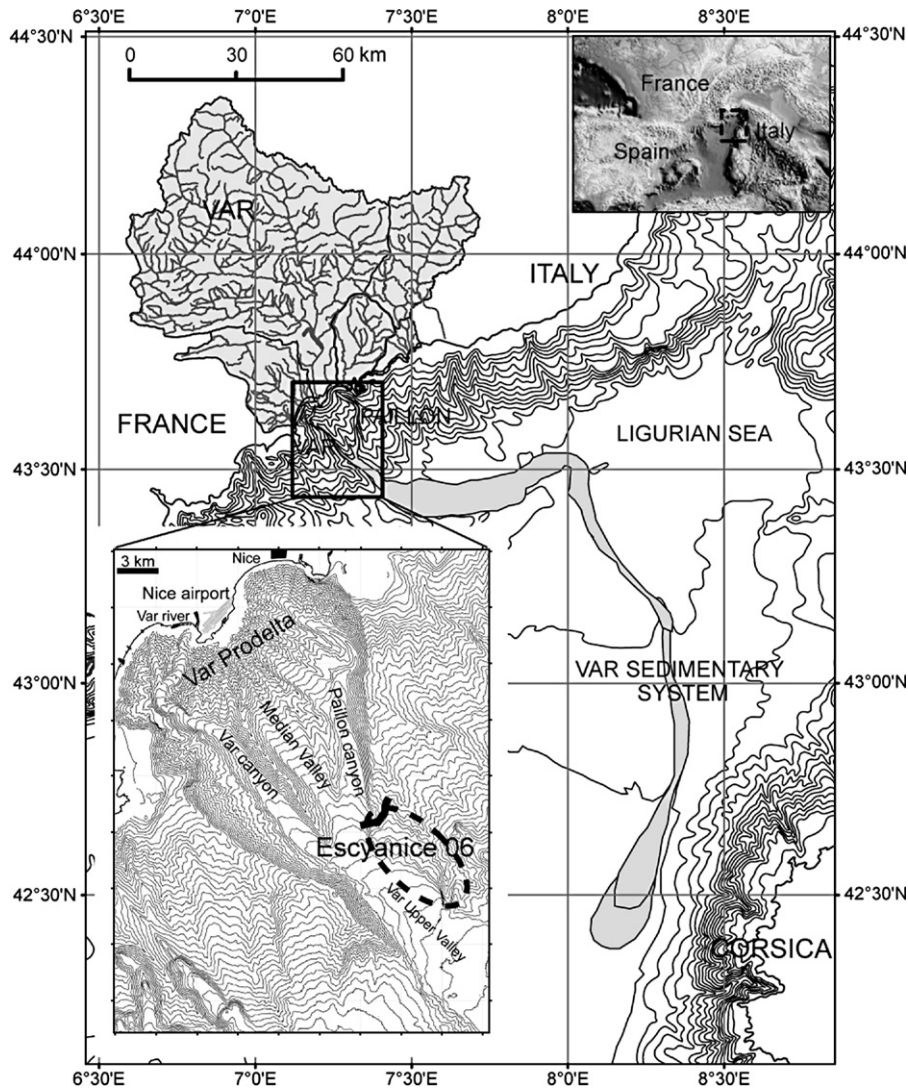 6°30'E 7°0'E 7°30'E 8°0'E 8°30'E
44°30'N 44°30'N
0 30 60 km
France
Italy
Spain
VAR
44°00'N 44°00'N
ITALY
FRANCE
PAILLON
VAR
LIGURIAN SEA
43°30'N 43°30'N
3 km
Nice
Nice airport
Var river
Var Prodelta
Paillon canyon
Median Valley
Var canyon
Escyanice 06
Var Upper Valley
43°00'N 43°00'N
VAR SEDIMENTARY
SYSTEM
42°30'N 42°30'N
CORSICA
6°30'E 7°0'E 7°30'E 8°0'E 8°30'E